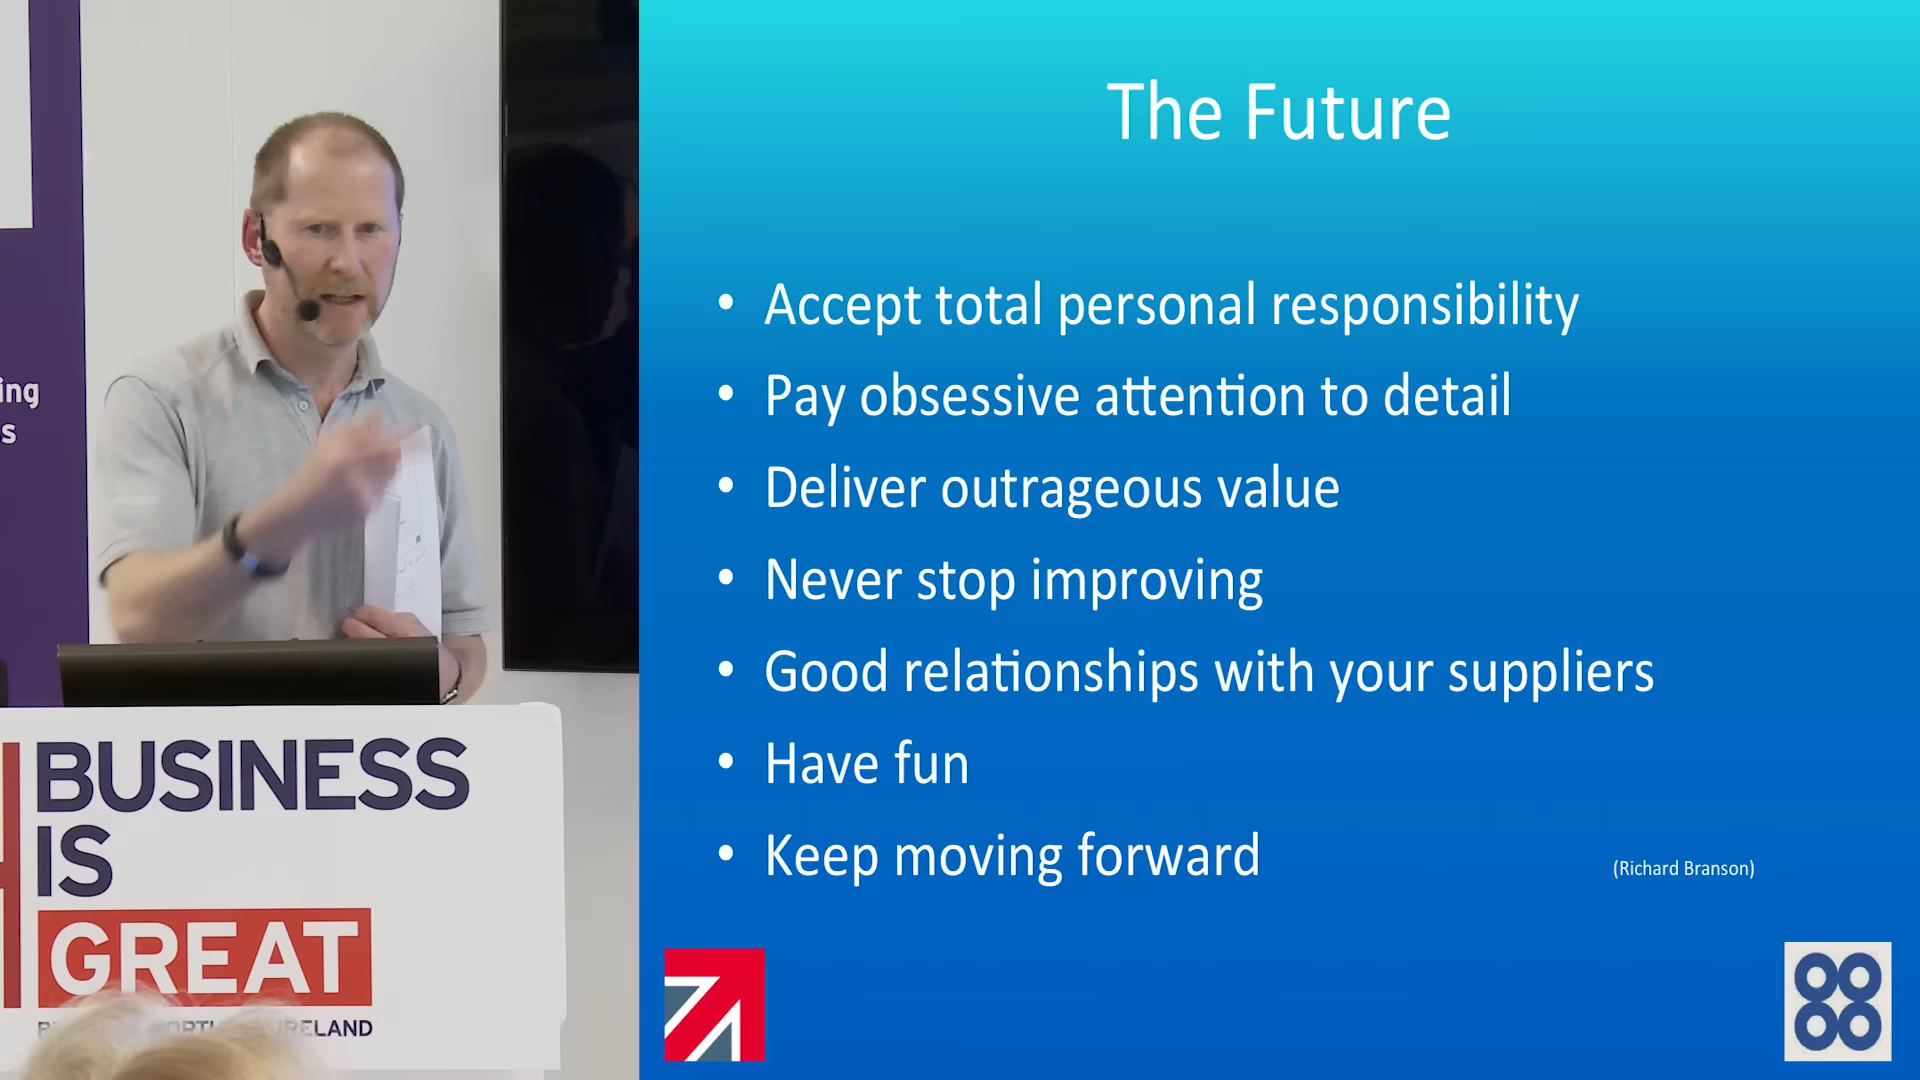 The Future
• Accept total personal responsibility
• Pay obsessive attention to detail
• Deliver outrageous value
• Never stop improving
• Good relationships with your suppliers
• Have fun
• Keep moving forward
(Richard Branson)
ing
s
BUSINESS
IS
GREAT
IRELAND